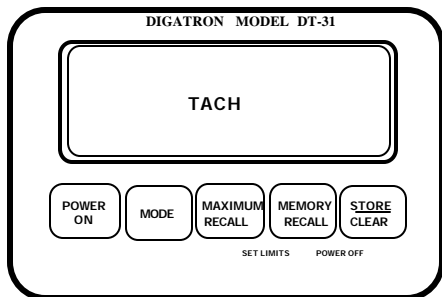 DIGATRON MODEL DT-31
TACH
POWER ON
MODE
MAXIMUM RECALL
MEMORY RECALL
STORE CLEAR
SET LIMITS POWER OFF